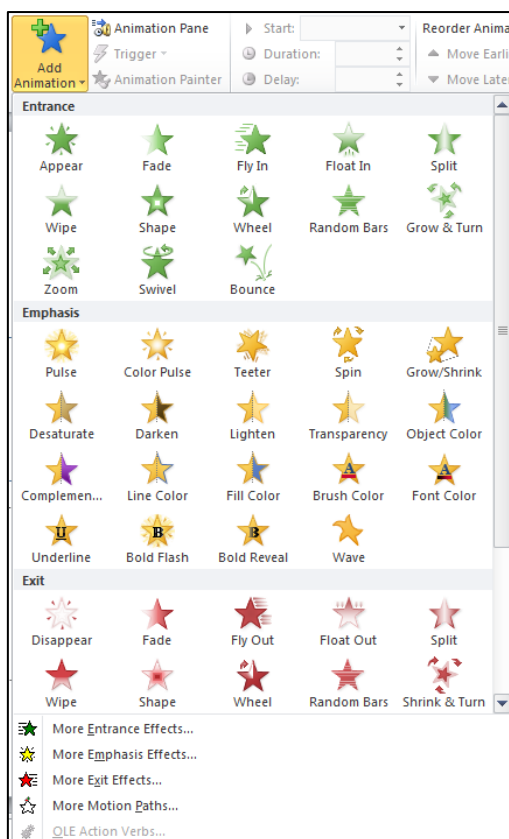 Animation Pane Start: Reorder Anima
Trigger Duration: Move Earli
Add
Animation Animation Painter Delay: Move Later
Entrance
Appear Fade Fly In Float In Split
Wipe Shape Wheel Random Bars Grow & Turn
Zoom Swivel Bounce
Emphasis
Pulse Color Pulse Teeter Spin Grow/Shrink
Desaturate Darken Lighten Transparency Object Color
Complemen... Line Color Fill Color Brush Color Font Color
Underline Bold Flash Bold Reveal Wave
Exit
Disappear Fade Fly Out Float Out Split
Wipe Shape Wheel Random Bars Shrink & Turn
More Entrance Effects...
More Emphasis Effects...
More Exit Effects...
More Motion Paths...
OLE Action Verbs...